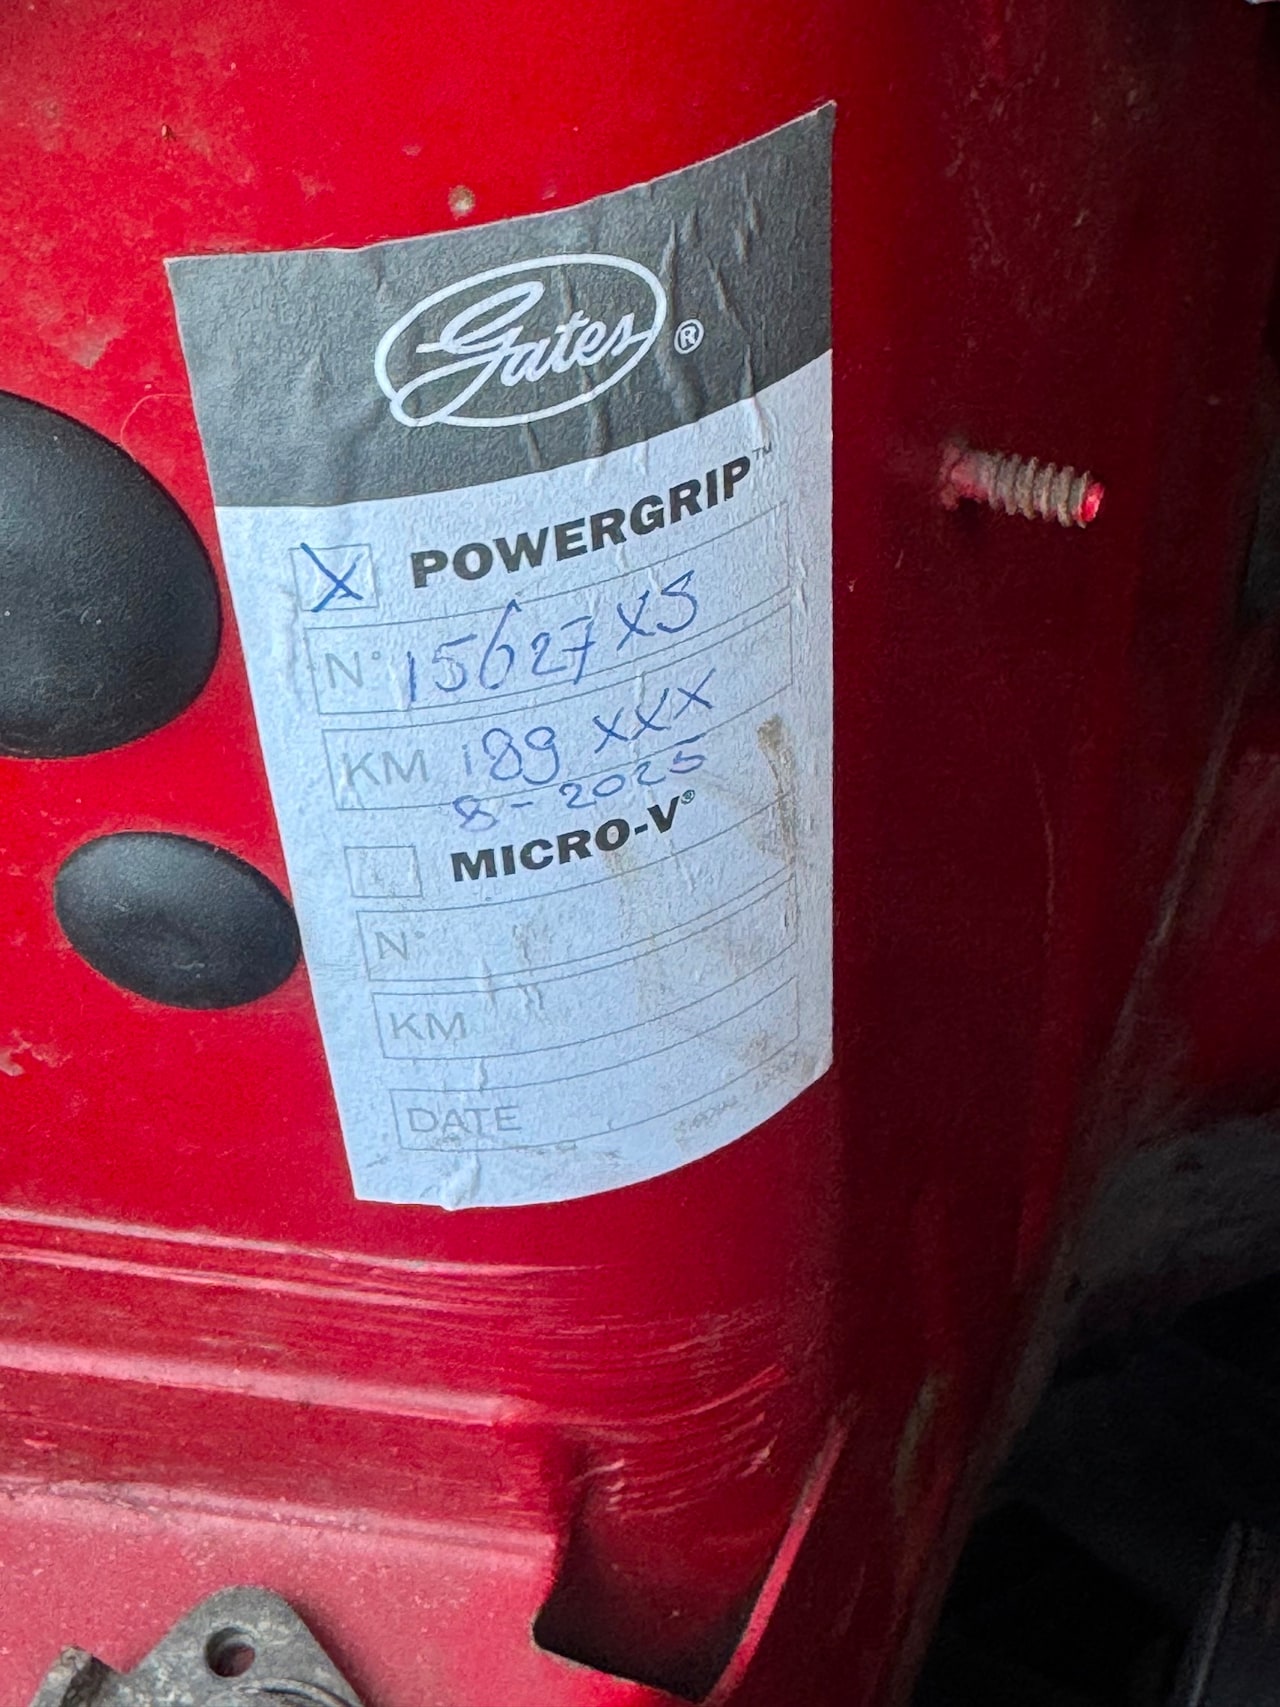 Gates ®
X POWERGRIP™
N° 15627XS
KM 189 XXX
8-2025
MICRO-V®
N°
KM
DATE